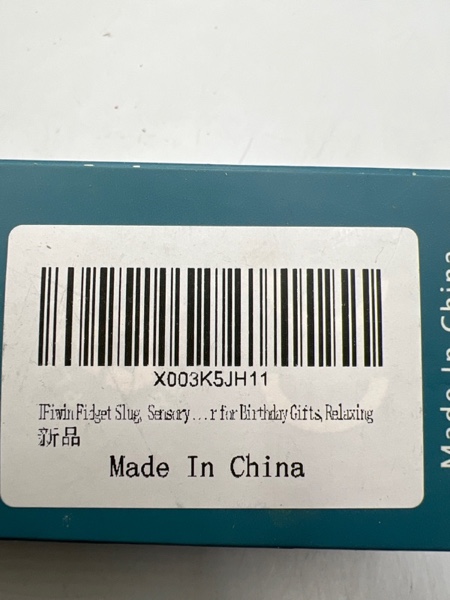 X003K5JH11
IFiwin Fidget Slug, Sensory ...r for Birthday Gifts, Relaxing
新品
Made In China
Made In China